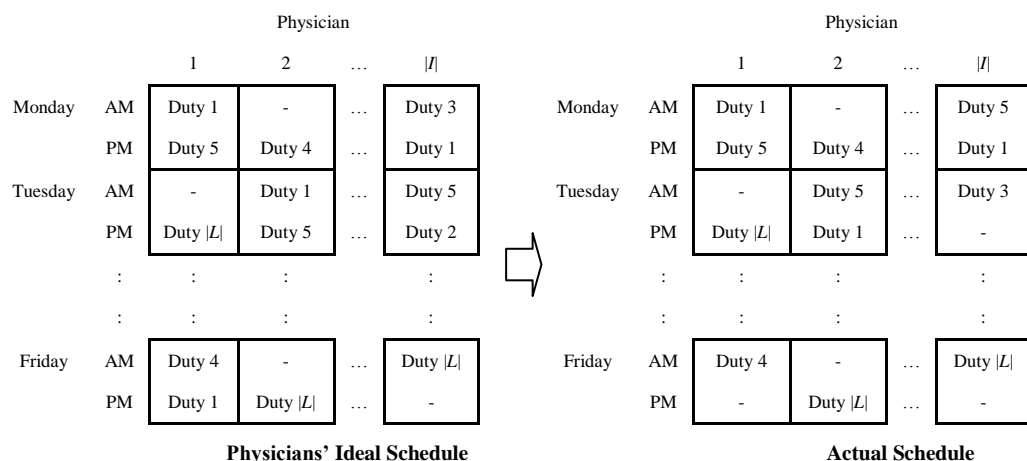 Physician Physician
1 2 … |I| 1 2 … |I|
Monday AM Duty 1 - … Duty 3 Monday AM Duty 1 - … Duty 5
PM Duty 5 Duty 4 … Duty 1 PM Duty 5 Duty 4 … Duty 1
Tuesday AM - Duty 1 … Duty 5 Tuesday AM - Duty 5 … Duty 3
PM Duty |L| Duty 5 … Duty 2 PM Duty |L| Duty 1 … -
: : : : : : : :
: : : : : : : :
Friday AM Duty 4 - … Duty |L| Friday AM Duty 4 - … Duty |L|
PM Duty 1 Duty |L| … - PM - Duty |L| … -
Physicians’ Ideal Schedule Actual Schedule